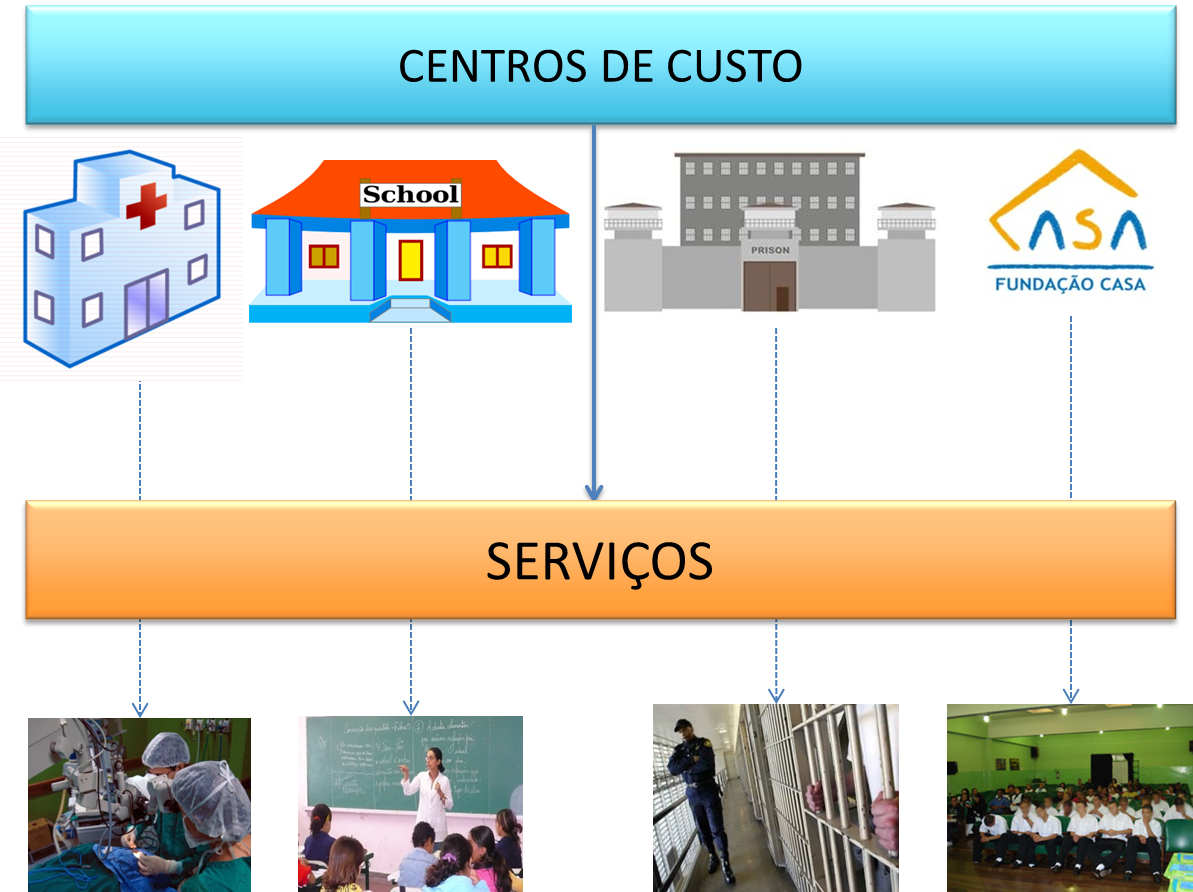 CENTROS DE CUSTO
School
PRISON
CASA
FUNDAÇÃO CASA
SERVIÇOS